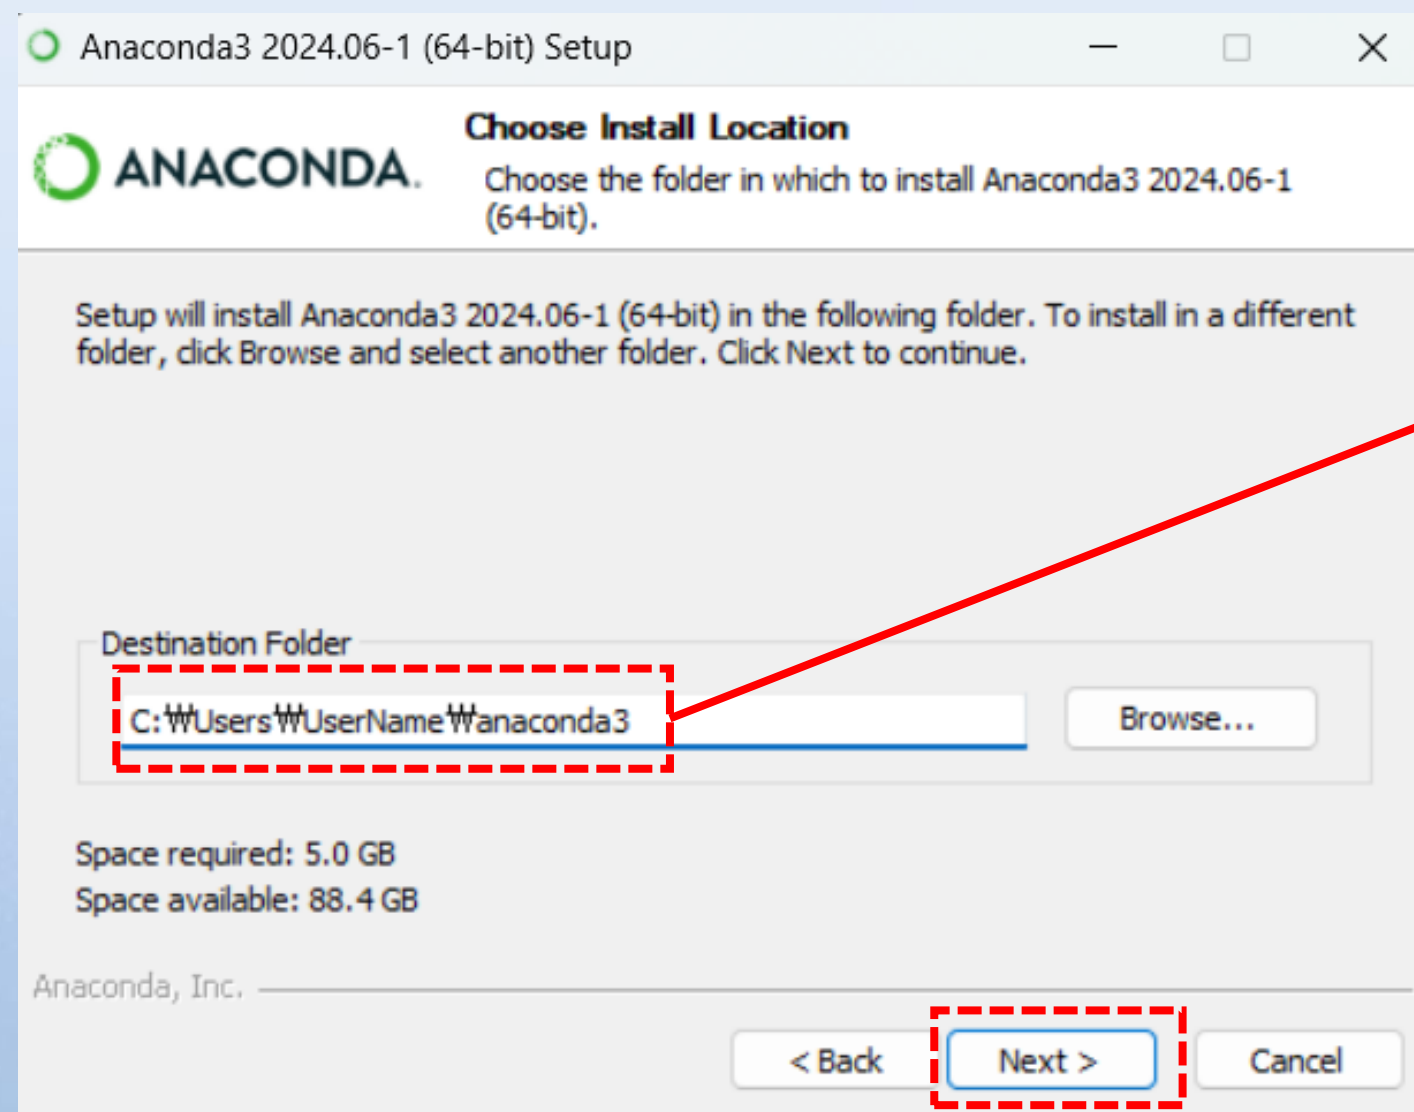 Anaconda3 2024.06-1 (64-bit) Setup
ANACONDA.
Choose Install Location
Choose the folder in which to install Anaconda3 2024.06-1
(64-bit).
Setup will install Anaconda3 2024.06-1 (64-bit) in the following folder. To install in a different
folder, click Browse and select another folder. Click Next to continue.
Destination Folder
C:₩Users₩UserName₩anaconda3
Browse...
Space required: 5.0 GB
Space available: 88.4 GB
Anaconda, Inc.
< Back
Next >
Cancel